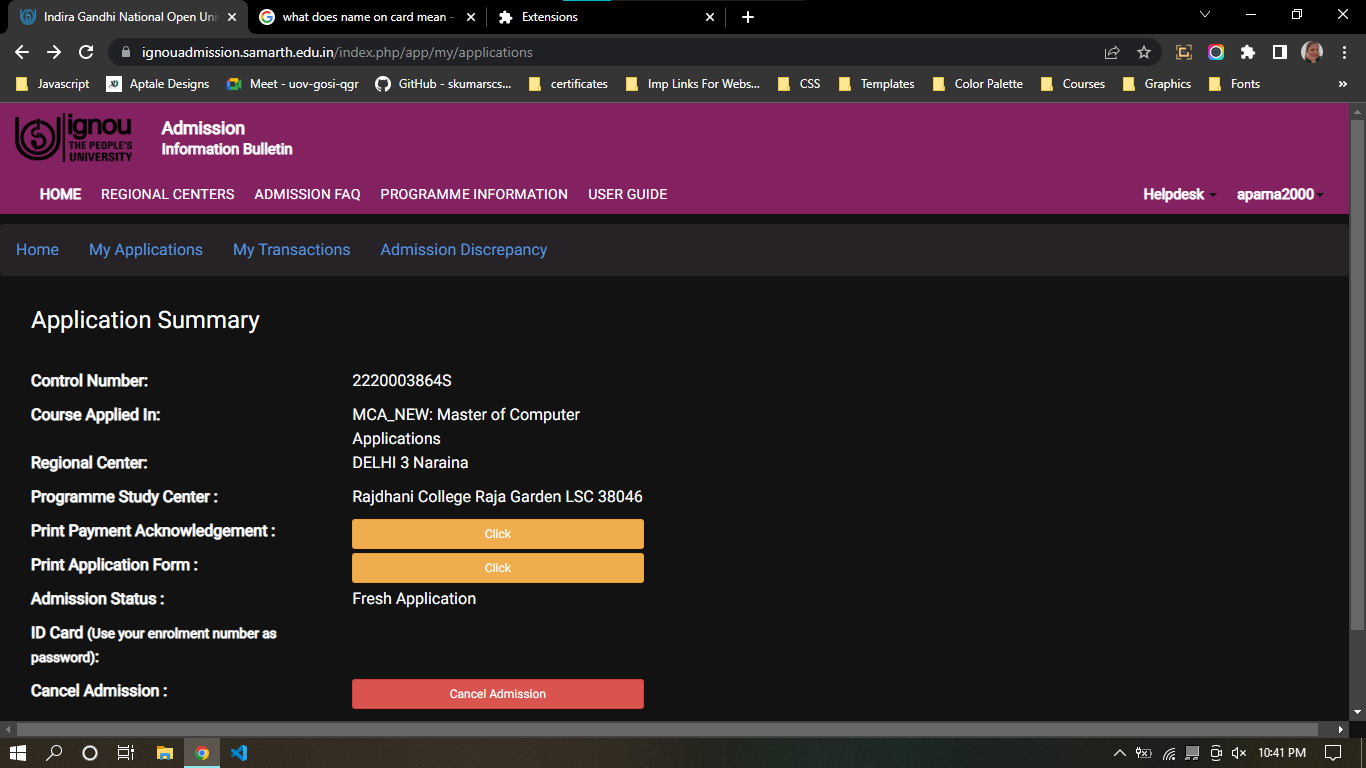 Indira Gandhi National Open Uni
what does name on card mean -
Extensions
ignouadmission.samarth.edu.in/index.php/app/my/applications
Javascript
Aptale Designs
Meet - uov-gosi-qgr
GitHub - skumarscs...
certificates
Imp Links For Webs...
CSS
Templates
Color Palette
Courses
Graphics
Fonts
»
ignou
THE PEOPLE'S
UNIVERSITY
Admission
Information Bulletin
HOME REGIONAL CENTERS ADMISSION FAQ PROGRAMME INFORMATION USER GUIDE Helpdesk aparna2000
Home My Applications My Transactions Admission Discrepancy
Application Summary
Control Number: 2220003864S
Course Applied In: MCA_NEW: Master of Computer
Applications
Regional Center: DELHI 3 Naraina
Programme Study Center : Rajdhani College Raja Garden LSC 38046
Print Payment Acknowledgement : Click
Print Application Form : Click
Admission Status : Fresh Application
ID Card (Use your enrolment number as
password):
Cancel Admission : Cancel Admission
10:41 PM